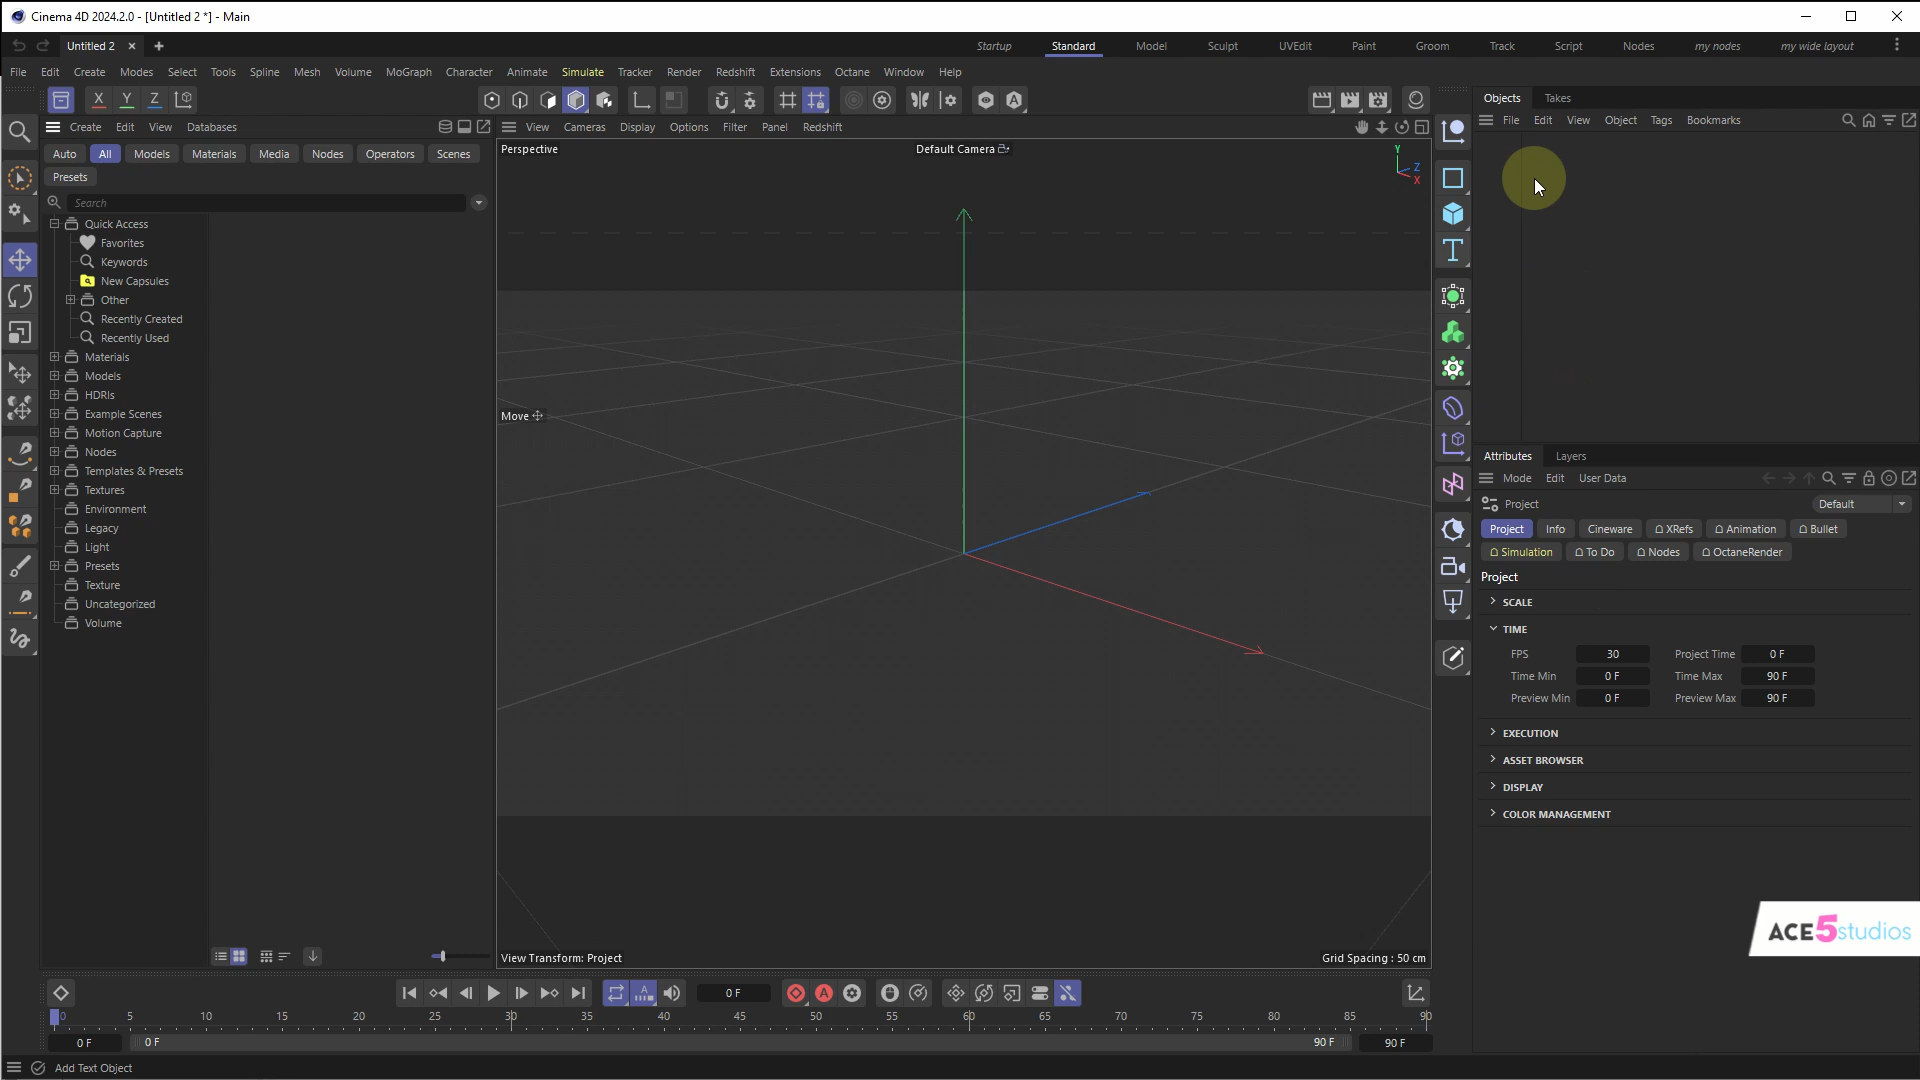 Cinema 4D 2024.2.0 - [Untitled 2 *] - Main
Untitled 2
Startup Standard Model Sculpt UVEdit Paint Groom Track Script Nodes my nodes my wide layout
File Edit Create Modes Select Tools Spline Mesh Volume MoGraph Character Animate Simulate Tracker Render Redshift Extensions Octane Window Help
X Y Z
Create Edit View Databases
View Cameras Display Options Filter Panel Redshift
Objects Takes
File Edit View Object Tags Bookmarks
Auto All Models Materials Media Nodes Operators Scenes
Presets
Search
Quick Access
Favorites
Keywords
New Capsules
Other
Recently Created
Recently Used
Materials
Models
HDRIs
Example Scenes
Motion Capture
Nodes
Templates & Presets
Textures
Environment
Legacy
Light
Presets
Texture
Uncategorized
Volume
Perspective
Default Camera
Y
Z
X
Move
View Transform: Project
Grid Spacing : 50 cm
Attributes Layers
Mode Edit User Data
Project
Default
Project Info Cineware XRefs Animation Bullet
Simulation To Do Nodes OctaneRender
Project
SCALE
TIME
FPS 30 Project Time 0 F
Time Min 0 F Time Max 90 F
Preview Min 0 F Preview Max 90 F
EXECUTION
ASSET BROWSER
DISPLAY
COLOR MANAGEMENT
ACE5studios
0 F
0 5 10 15 20 25 30 35 40 45 50 55 60 65 70 75 80 85 90
0 F 0 F 90 F 90 F
Add Text Object